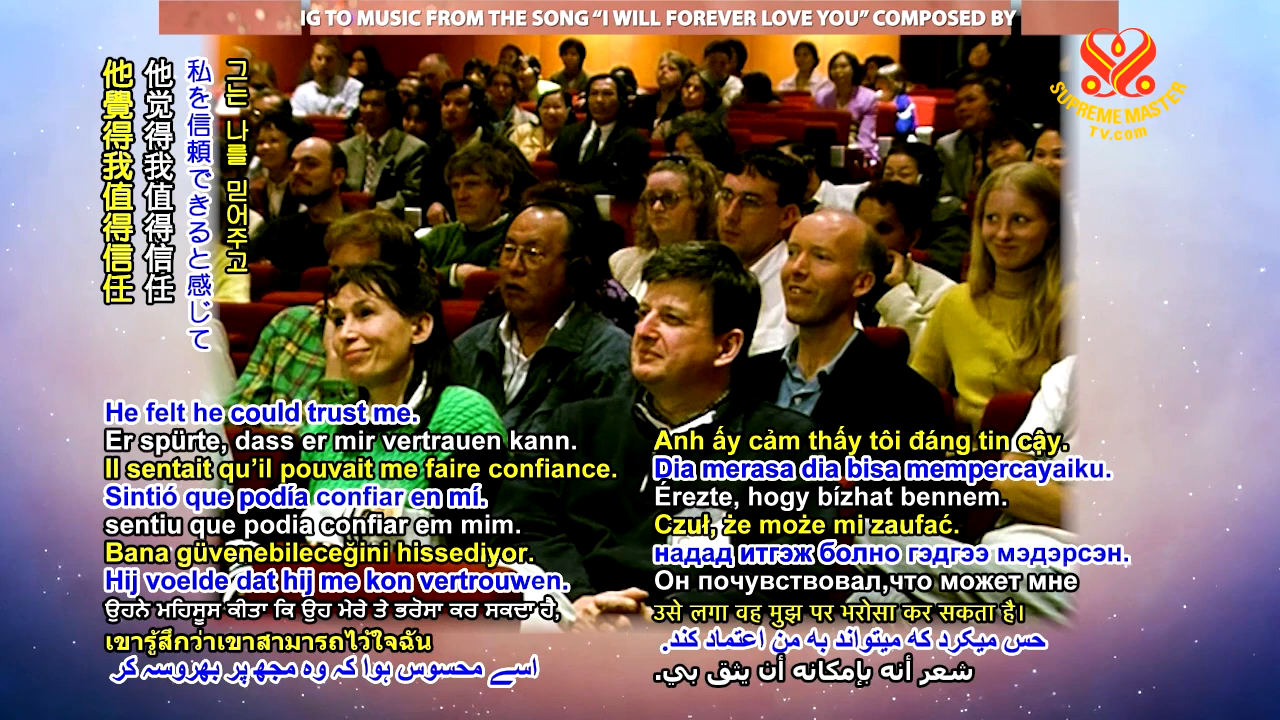 NG TO MUSIC FROM THE SONG “I WILL FOREVER LOVE YOU” COMPOSED BY
SUPREME MASTER
TV.com
他覺得我值得信任
他觉得我值得信任
私を信頼できると感じて
그는 나를 믿어주고
He felt he could trust me.
Er spürte, dass er mir vertrauen kann.
Il sentait qu’il pouvait me faire confiance.
Sintió que podía confiar en mí.
sentiu que podia confiar em mim.
Bana güvenebileceğini hissediyor.
Hij voelde dat hij me kon vertrouwen.
ਉਹਨੇ ਮਹਿਸੂਸ ਕੀਤਾ ਕਿ ਉਹ ਮੇਰੇ ਤੇ ਭਰੋਸਾ ਕਰ ਸਕਦਾ ਹੈ,
เขารู้สึกว่าเขาสามารถไว้ใจฉัน
اسے محسوس ہوا کہ وہ مجھ پر بھروسہ کر
Anh ấy cảm thấy tôi đáng tin cậy.
Dia merasa dia bisa mempercayaiku.
Érezte, hogy bízhat bennem.
Czuł, że może mi zaufać.
надад итгэж болно гэдгээ мэдэрсэн.
Он почувствовал,что может мне
उसे लगा वह मुझ पर भरोसा कर सकता है।
حس میکرد که میتواند به من اعتماد کند.
شعر أنه بإمكانه أن يثق بي.